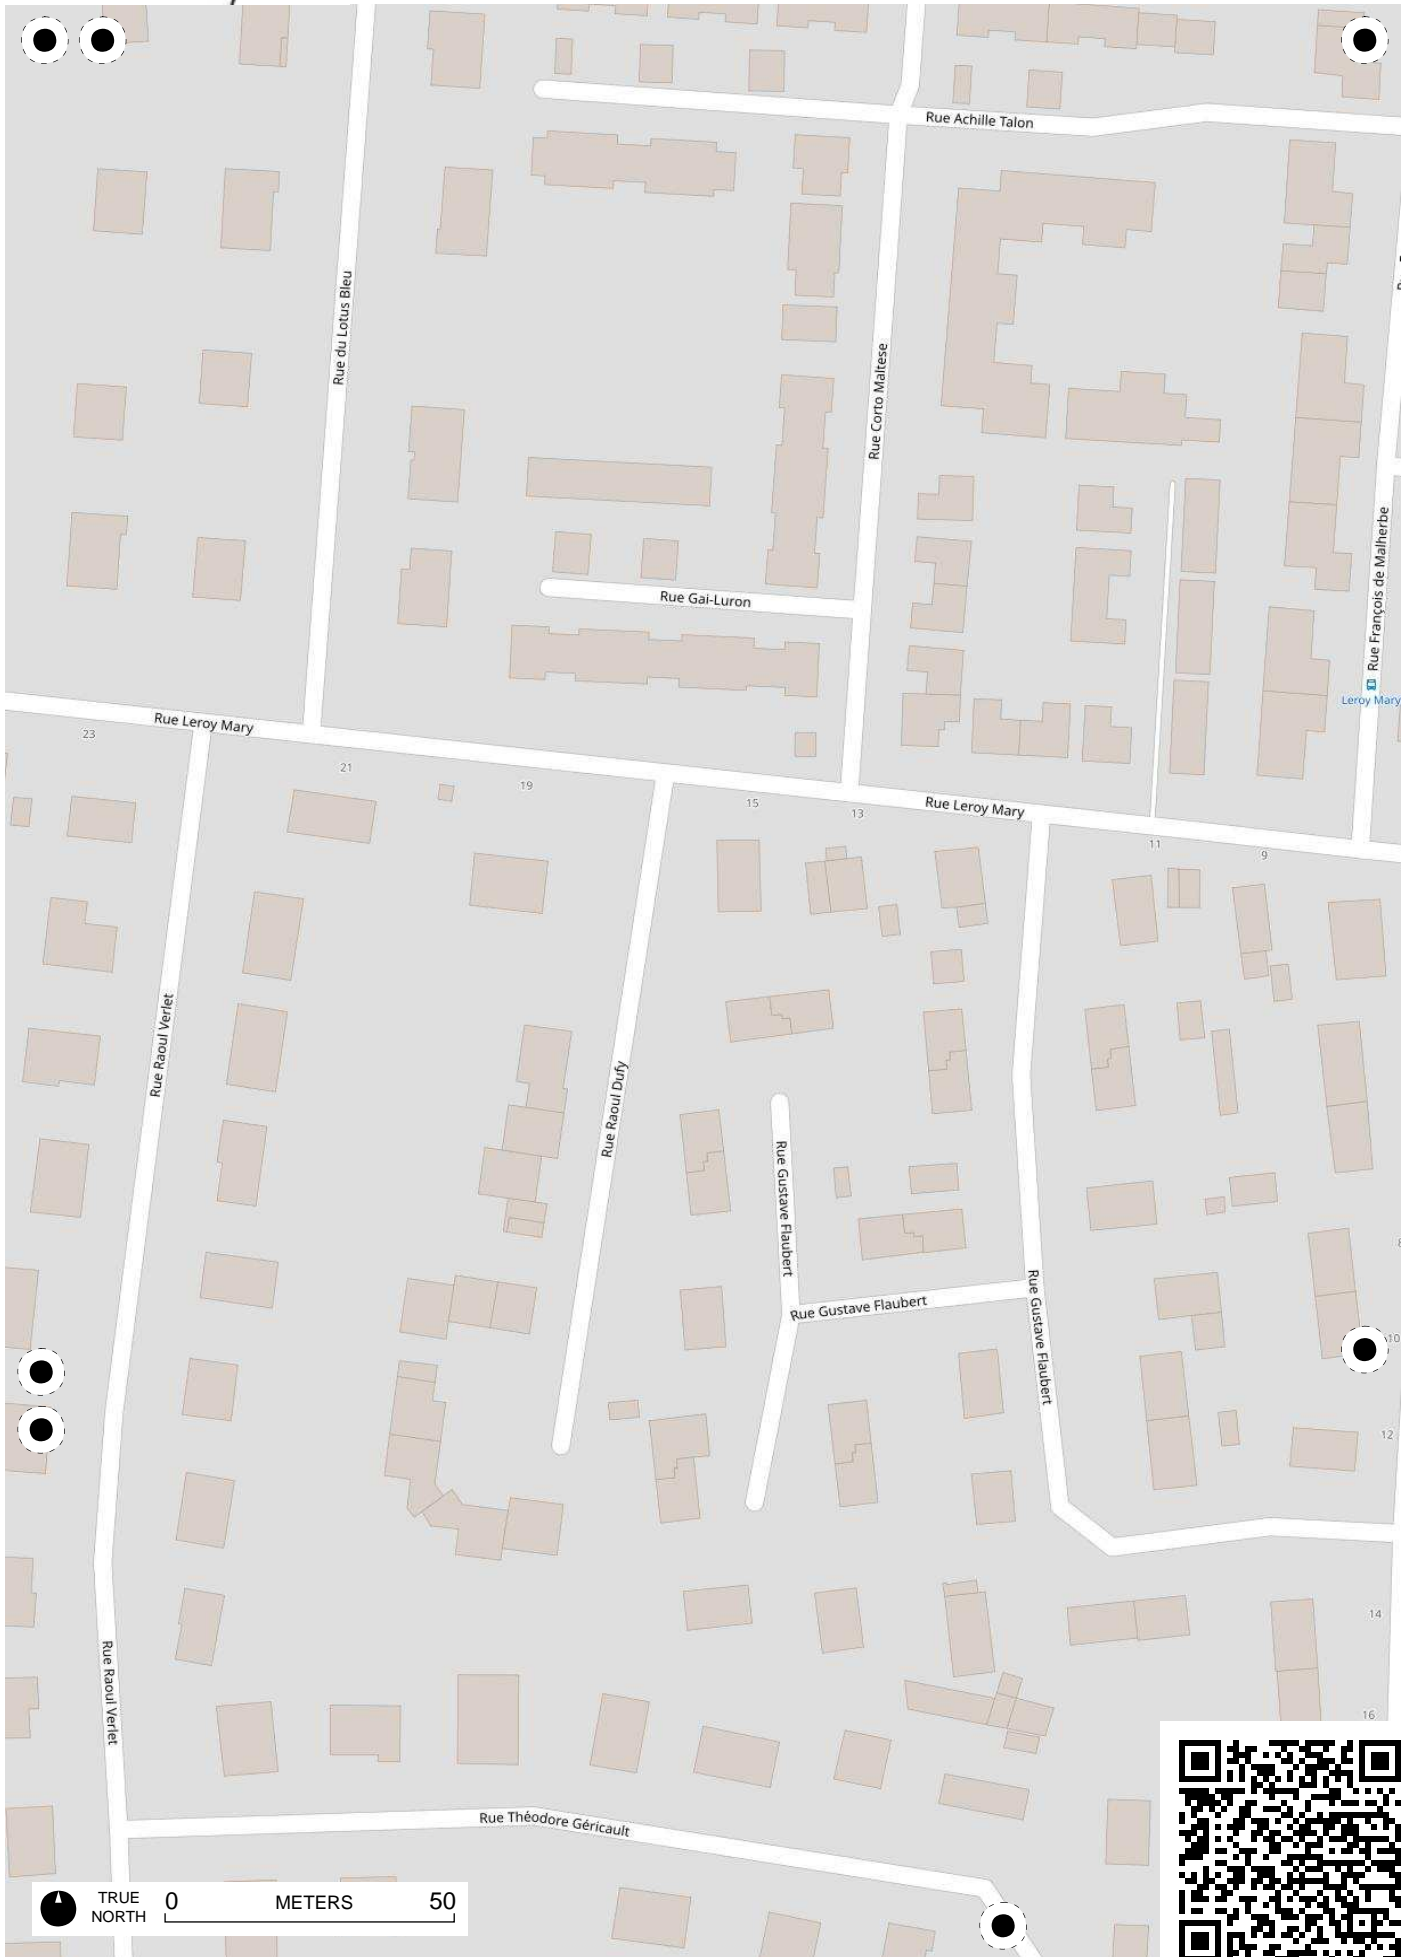 Rue Achille Talon
Rue du Lotus Bleu
Rue Corto Maltese
Rue François de Malherbe
Rue Gai-Luron
Leroy Mary
Rue Leroy Mary
23
21
19
15
13
Rue Leroy Mary
11
9
Rue Raoul Verlet
Rue Raoul Dufy
Rue Gustave Flaubert
8
Rue Gustave Flaubert
Rue Gustave Flaubert
10
12
14
Rue Raoul Verlet
16
Rue Théodore Géricault
TRUE
NORTH
0 METERS 50